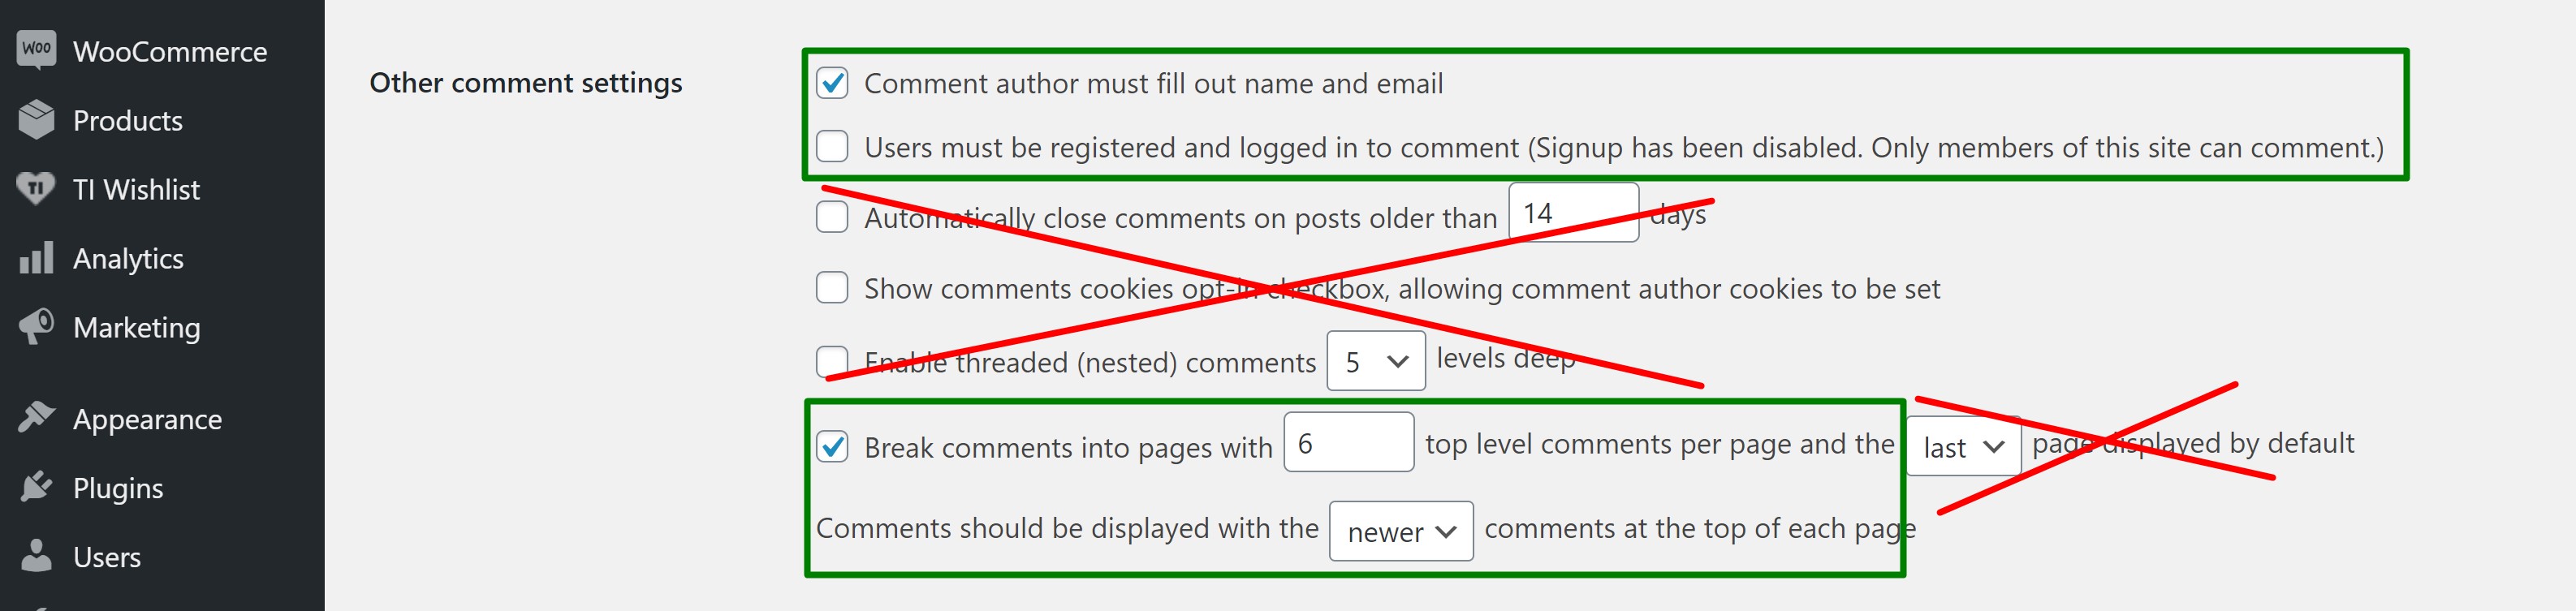 WOO WooCommerce
Products
TI TI Wishlist
Analytics
Marketing
Appearance
Plugins
Users
Other comment settings
Comment author must fill out name and email
Users must be registered and logged in to comment (Signup has been disabled. Only members of this site can comment.)
Automatically close comments on posts older than 14 days
Show comments cookies opt-in checkbox, allowing comment author cookies to be set
Enable threaded (nested) comments 5 levels deep
Break comments into pages with 6 top level comments per page and the last page displayed by default
Comments should be displayed with the newer comments at the top of each page